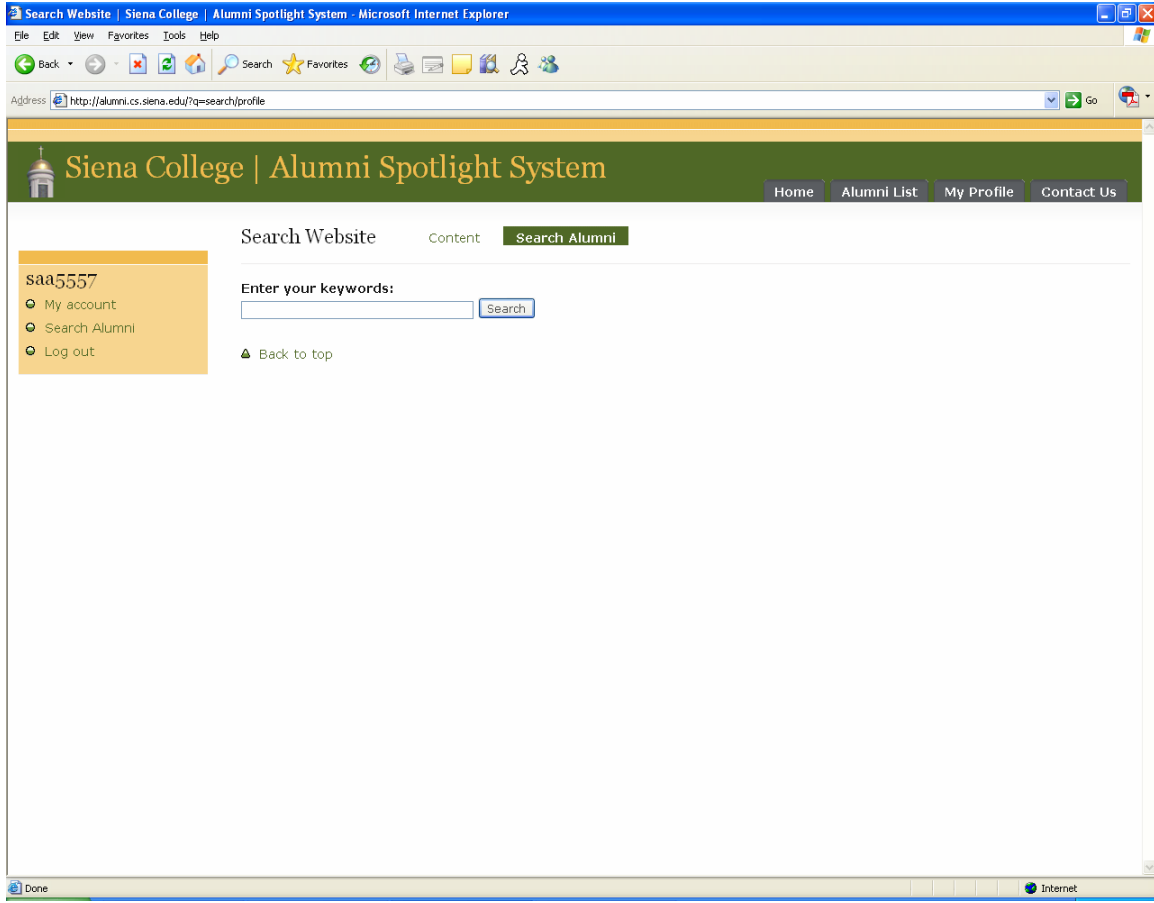 Search Website | Siena College | Alumni Spotlight System - Microsoft Internet Explorer
File Edit View Favorites Tools Help
Back Search Favorites
Address http://alumni.cs.siena.edu/?q=search/profile Go
Siena College | Alumni Spotlight System
Home Alumni List My Profile Contact Us
Search Website Content Search Alumni
saa5557
My account
Search Alumni
Log out
Enter your keywords:
Search
Back to top
Done Internet